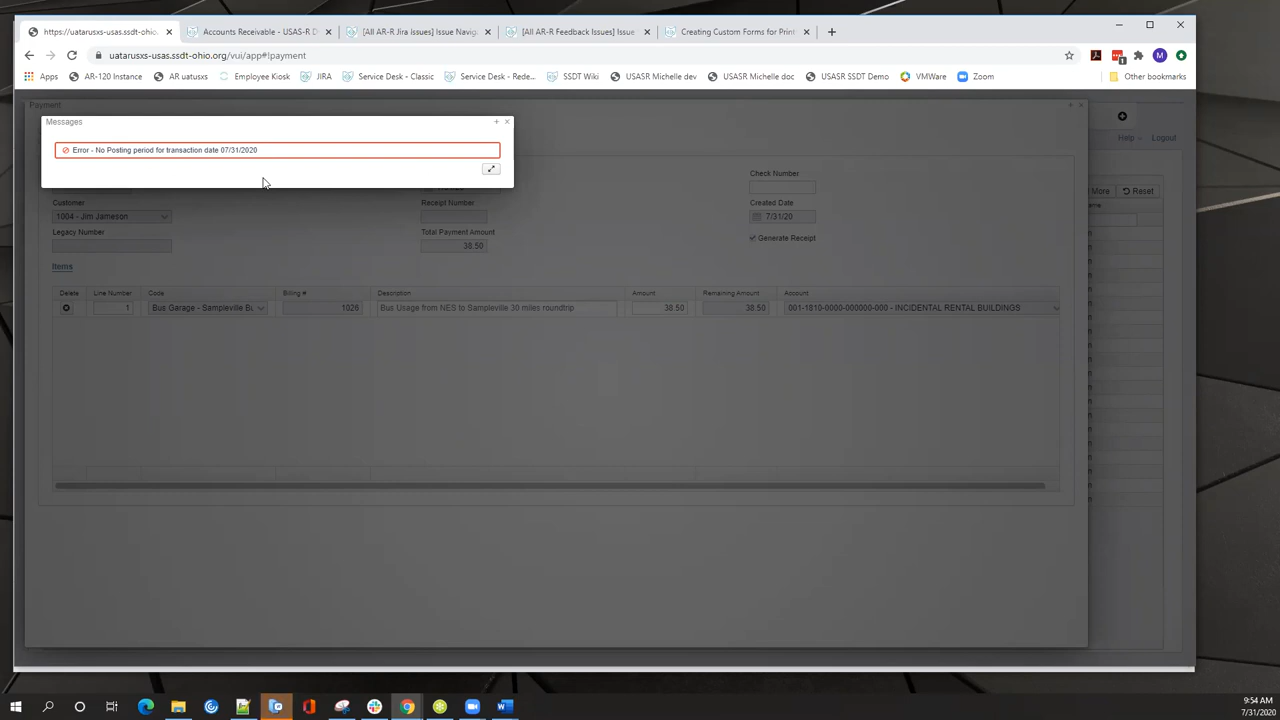 https://uatarusxs-usas.ssdt-ohio.
Accounts Receivable - USAS-R D
[All AR-R Jira issues] Issue Navig
[All AR-R Feedback Issues] Issue
Creating Custom Forms for Print
uatarusxs-usas.ssdt-ohio.org/vui/app#!payment
Apps
AR-120 Instance
AR uatusxs
Employee Kiosk
JIRA
Service Desk - Classic
Service Desk - Rede...
SSDT Wiki
USASR Michelle dev
USASR Michelle doc
USASR SSDT Demo
VMWare
Zoom
Other bookmarks
Payment
Messages
Error - No Posting period for transaction date 07/31/2020
Help
Logout
More
Reset
Check Number
Customer
1004 - Jim Jameson
Receipt Number
Created Date
7/31/20
Legacy Number
Total Payment Amount
38.50
Generate Receipt
Items
Delete
Line Number
Code
Billing #
Description
Amount
Remaining Amount
Account
1
Bus Garage - Sampleville Bu
1026
Bus Usage from NES to Sampleville 30 miles roundtrip
38.50
38.50
001-1810-0000-000000-000 - INCIDENTAL RENTAL BUILDINGS
9:54 AM
7/31/2020